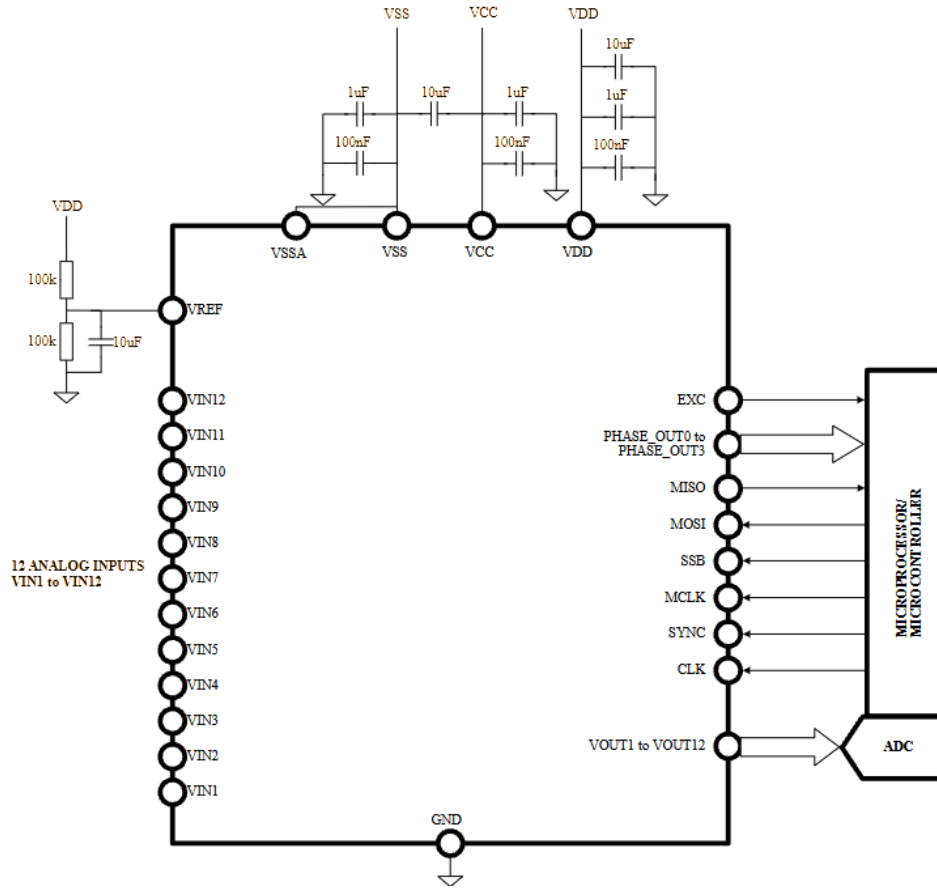 VSS
VCC
VDD
10uF
1uF
10uF
1uF
1uF
100nF
100nF
100nF
VDD
VSSA
VSS
VCC
VDD
100k
VREF
100k
10uF
VIN12
EXC
VIN11
PHASE_OUT0 to
PHASE_OUT3
VIN10
MISO
VIN9
MOSI
VIN8
SSB
12 ANALOG INPUTS
VIN1 to VIN12
VIN7
MCLK
VIN6
SYNC
VIN5
CLK
VIN4
VIN3
VIN2
VOUT1 to VOUT12
VIN1
MICROPROCESSOR/
MICROCONTROLLER
ADC
GND